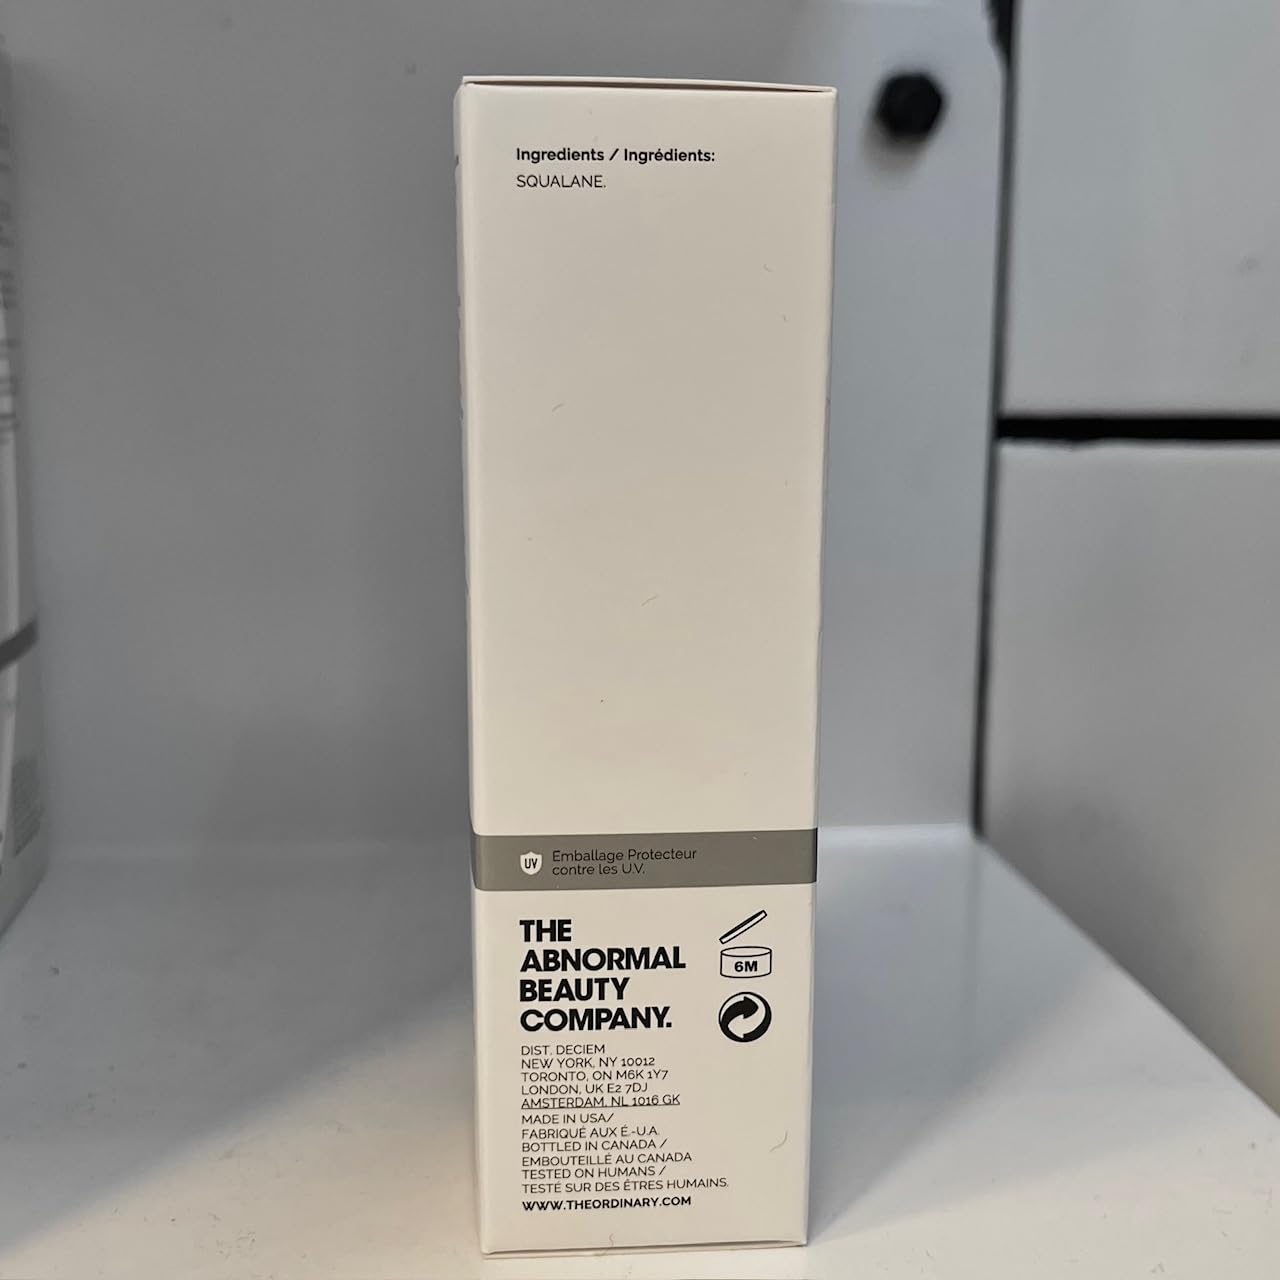 Ingredients / Ingrédients:
SQUALANE.
UV
Emballage Protecteur
contre les U.V.
THE
ABNORMAL
BEAUTY
COMPANY.
6M
DIST. DECIEM
NEW YORK, NY 10012
TORONTO, ON M6K 1Y7
LONDON, UK E2 7DJ
AMSTERDAM, NL 1016 GK
MADE IN USA/
FABRIQUÉ AUX É.-U.A.
BOTTLED IN CANADA /
EMBOUTEILLÉ AU CANADA
TESTED ON HUMANS /
TESTÉ SUR DES ÊTRES HUMAINS.
WWW.THEORDINARY.COM